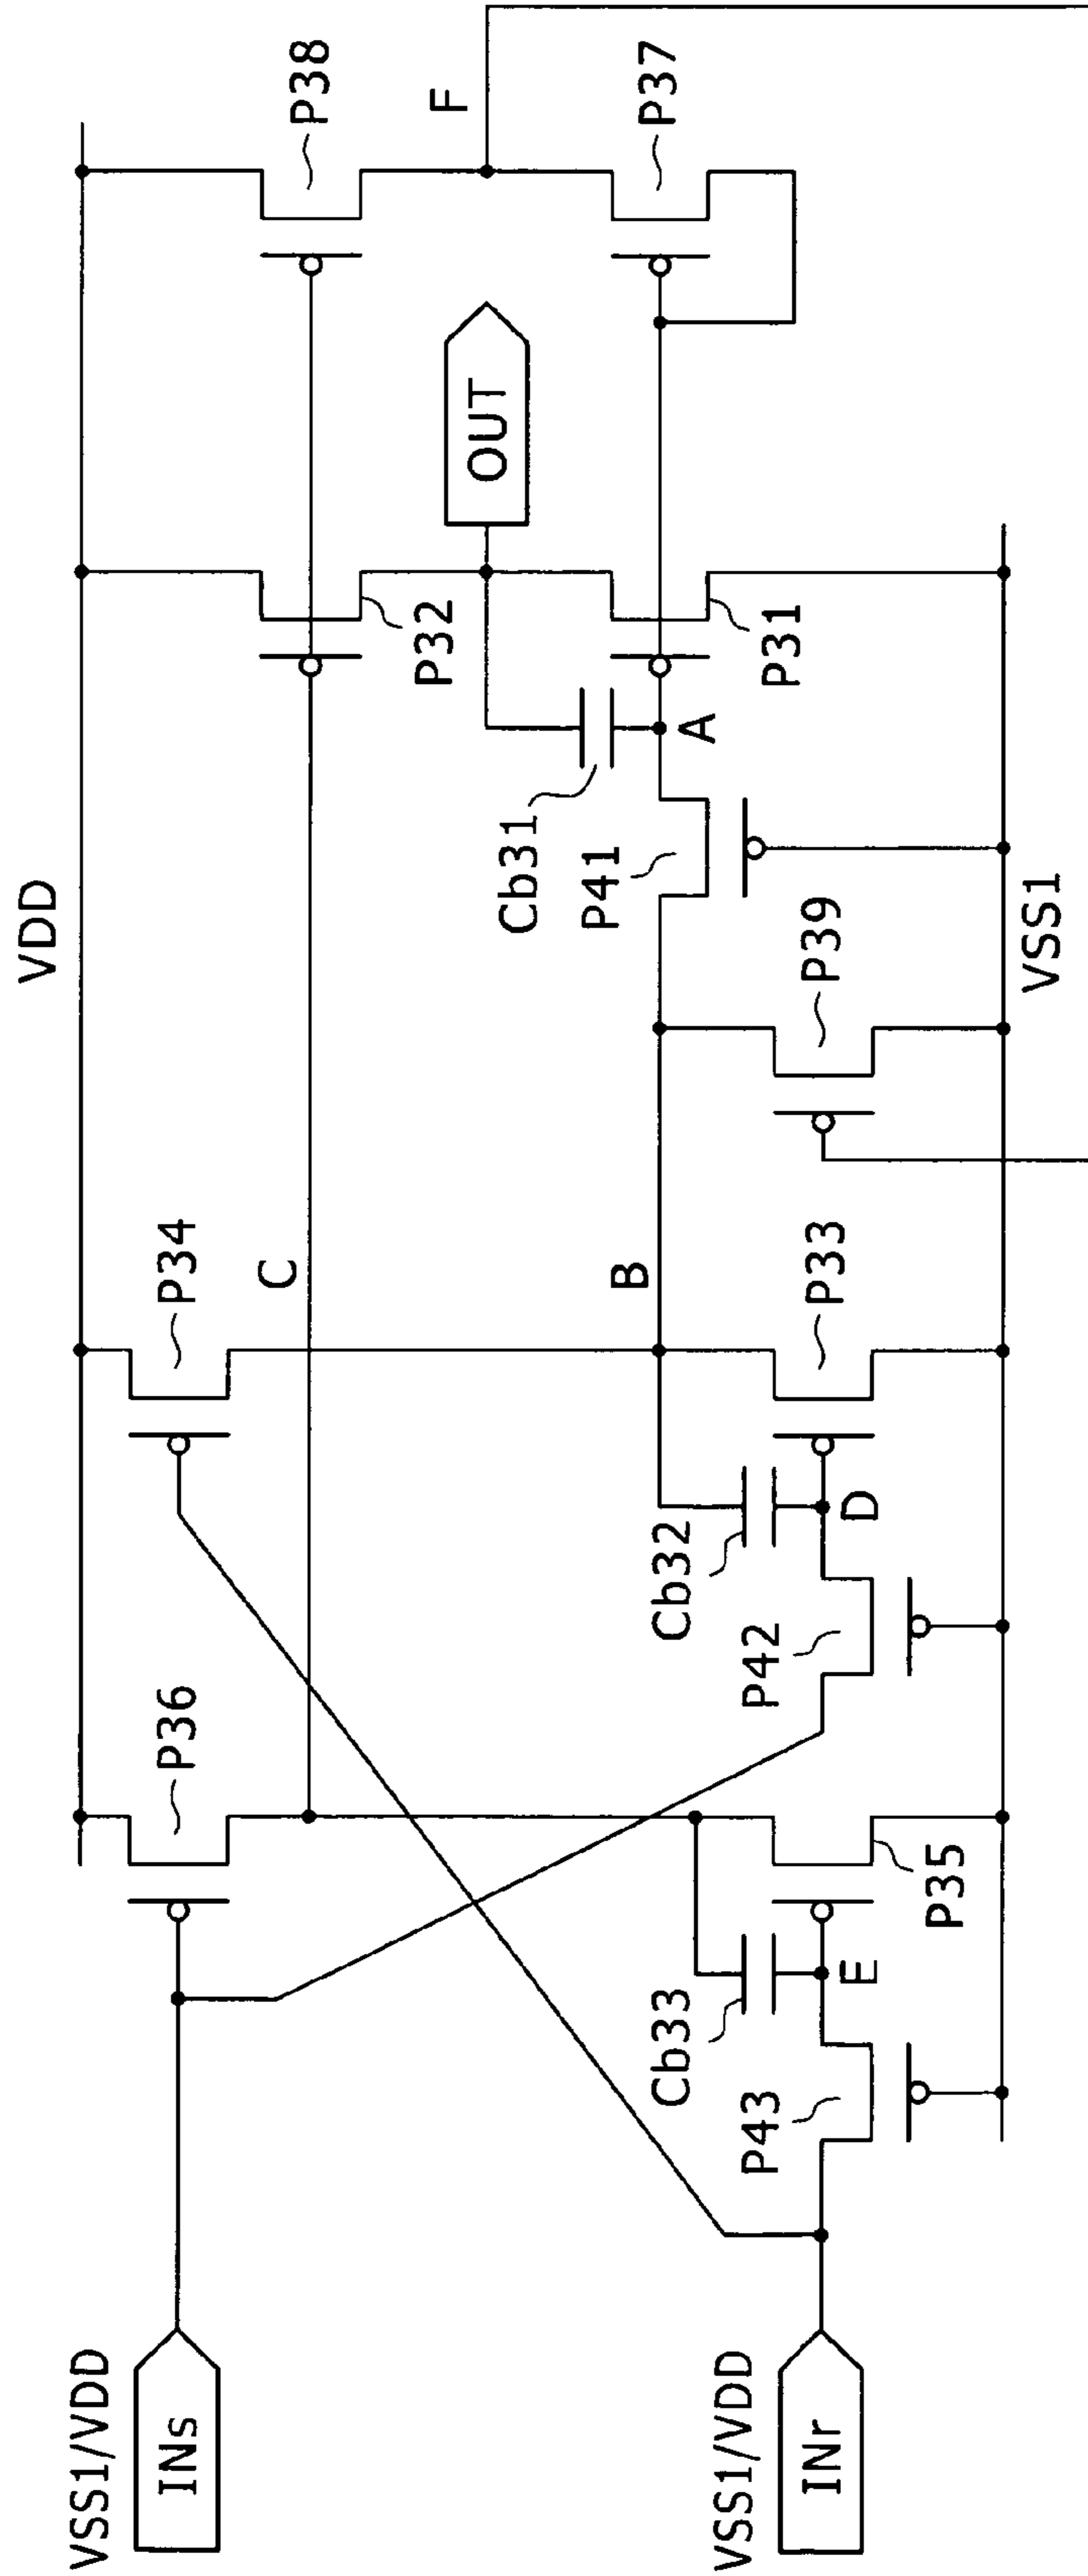 VDD
P36
P34
P32
P38
C
F
INs
VSS1/VDD
OUT
Cb31
A
B
P41
P31
P37
P39
P33
Cb32
D
P42
Cb33
E
P43
P35
VSS1
INr
VSS1/VDD